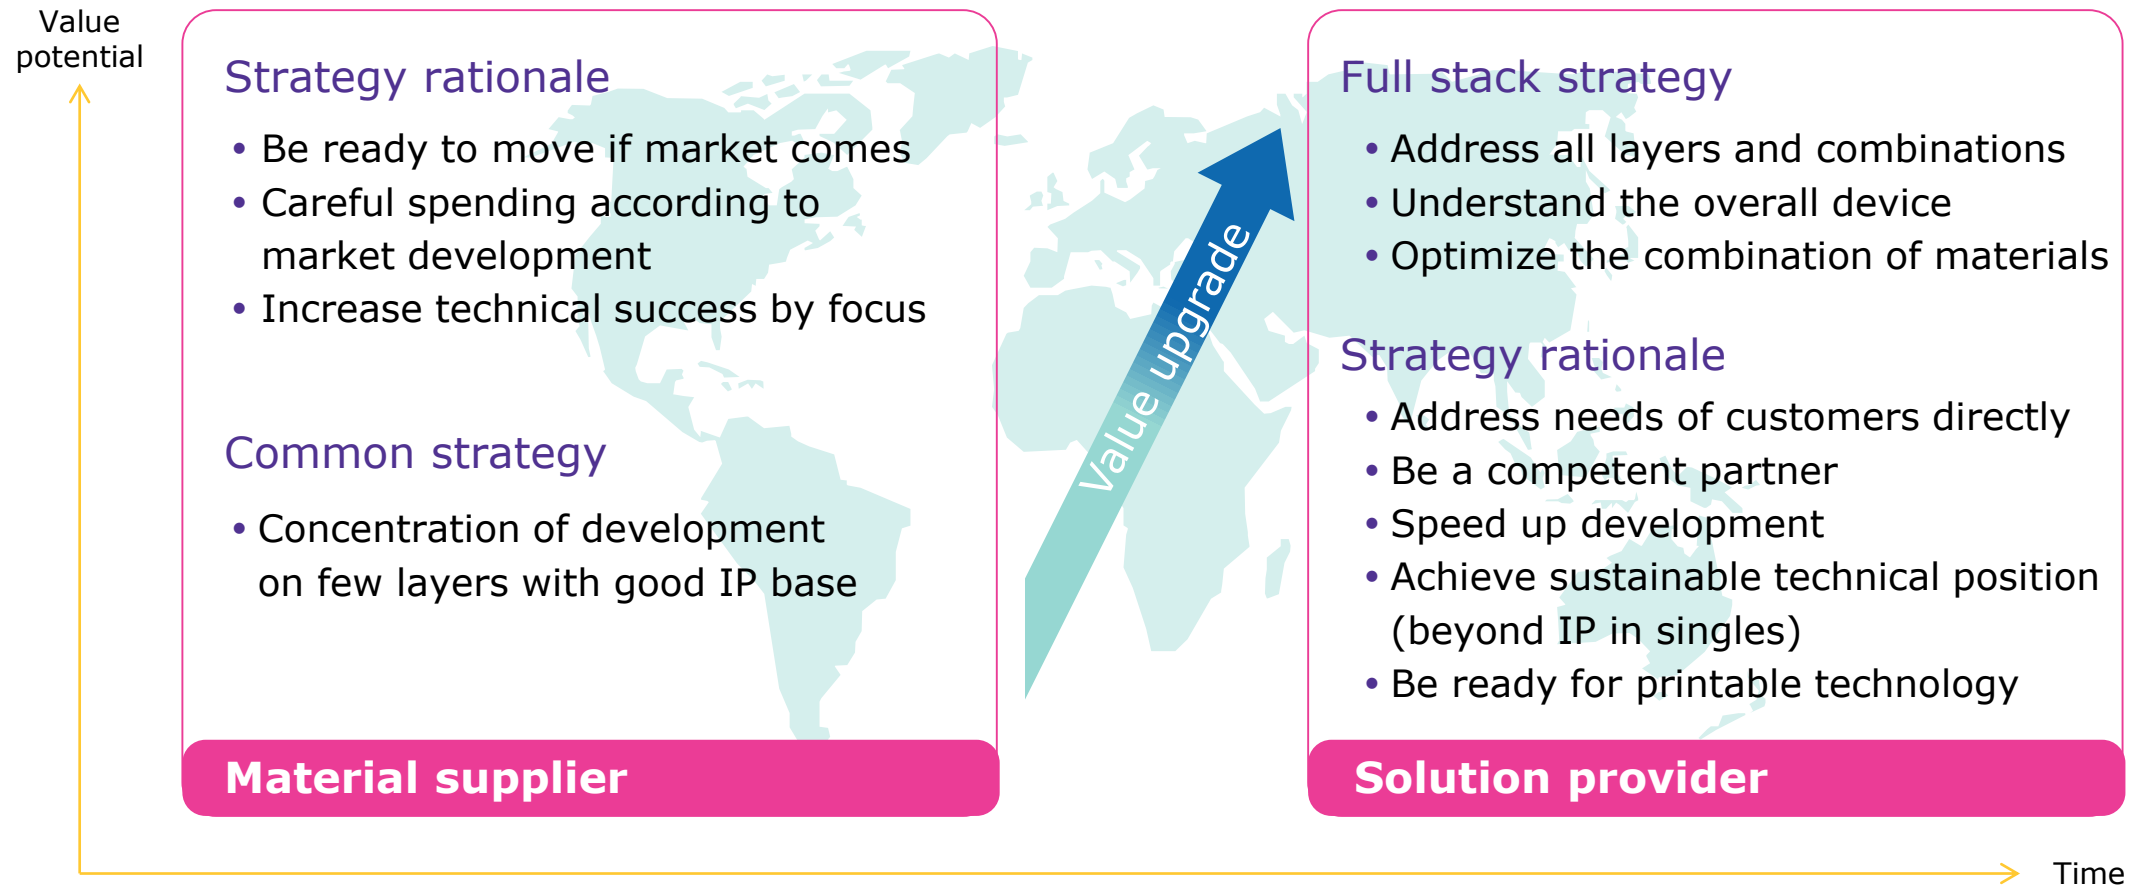 Value
potential
Strategy rationale
• Be ready to move if market comes
• Careful spending according to
market development
• Increase technical success by focus
Common strategy
• Concentration of development
on few layers with good IP base
Material supplier
Value upgrade
Full stack strategy
• Address all layers and combinations
• Understand the overall device
• Optimize the combination of materials
Strategy rationale
• Address needs of customers directly
• Be a competent partner
• Speed up development
• Achieve sustainable technical position
(beyond IP in singles)
• Be ready for printable technology
Solution provider
Time